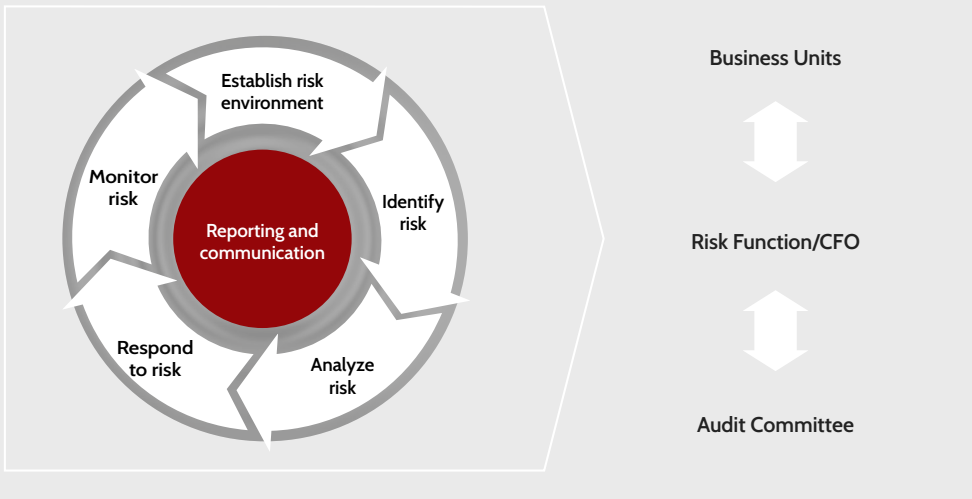 Establish risk
environment
Identify
risk
Analyze
risk
Respond
to risk
Monitor
risk
Reporting and
communication
Business Units
Risk Function/CFO
Audit Committee